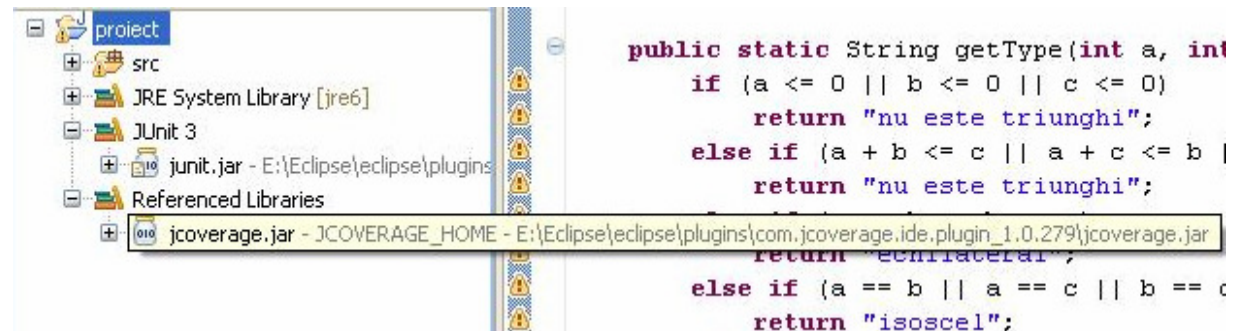 proiect
src
JRE System Library [jre6]
JUnit 3
junit.jar - E:\Eclipse\eclipse\plugins
Referenced Libraries
jcoverage.jar - JCOVERAGE_HOME - E:\Eclipse\eclipse\plugins\com.jcoverage.ide.plugin_1.0.279\jcoverage.jar
public static String getType(int a, int
if (a <= 0 || b <= 0 || c <= 0)
return "nu este triunghi";
else if (a + b <= c || a + c <= b |
return "nu este triunghi";
return "echilateral";
else if (a == b || a == c || b == c
return "isoscel";